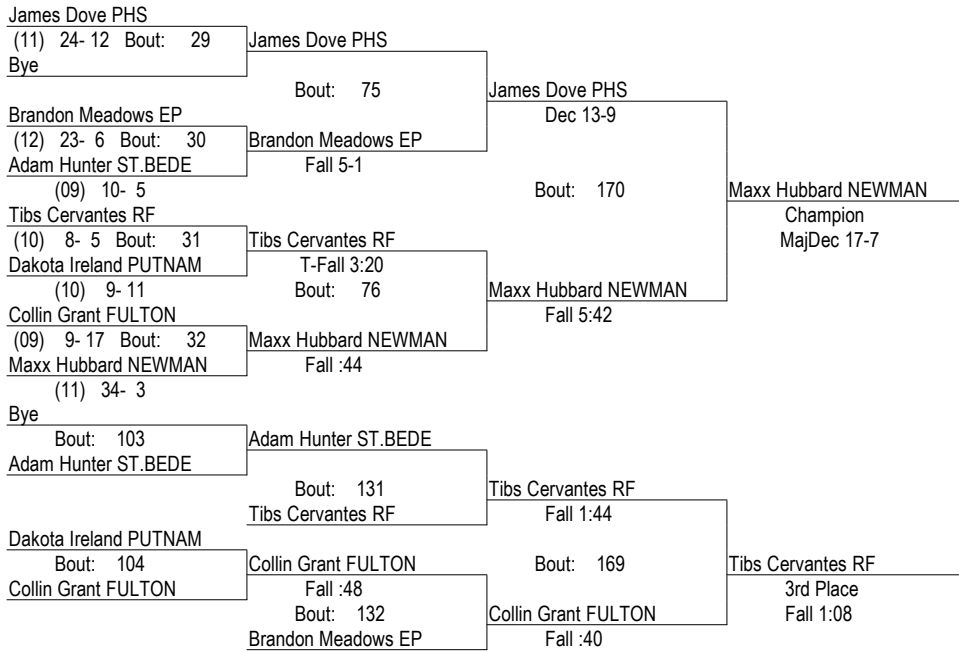 James Dove PHS
(11) 24- 12 Bout: 29 James Dove PHS
Bye
Bout: 75 James Dove PHS
Brandon Meadows EP Dec 13-9
(12) 23- 6 Bout: 30 Brandon Meadows EP
Adam Hunter ST.BEDE Fall 5-1
(09) 10- 5 Bout: 170 Maxx Hubbard NEWMAN
Tibs Cervantes RF Champion
(10) 8- 5 Bout: 31 Tibs Cervantes RF MajDec 17-7
Dakota Ireland PUTNAM T-Fall 3:20
(10) 9- 11 Bout: 76 Maxx Hubbard NEWMAN
Collin Grant FULTON Fall 5:42
(09) 9- 17 Bout: 32 Maxx Hubbard NEWMAN
Maxx Hubbard NEWMAN Fall :44
(11) 34- 3
Bye
Bout: 103 Adam Hunter ST.BEDE
Adam Hunter ST.BEDE
Bout: 131 Tibs Cervantes RF
Tibs Cervantes RF Fall 1:44
Dakota Ireland PUTNAM
Bout: 104 Collin Grant FULTON Bout: 169 Tibs Cervantes RF
Collin Grant FULTON Fall :48 3rd Place
Bout: 132 Collin Grant FULTON Fall 1:08
Brandon Meadows EP Fall :40